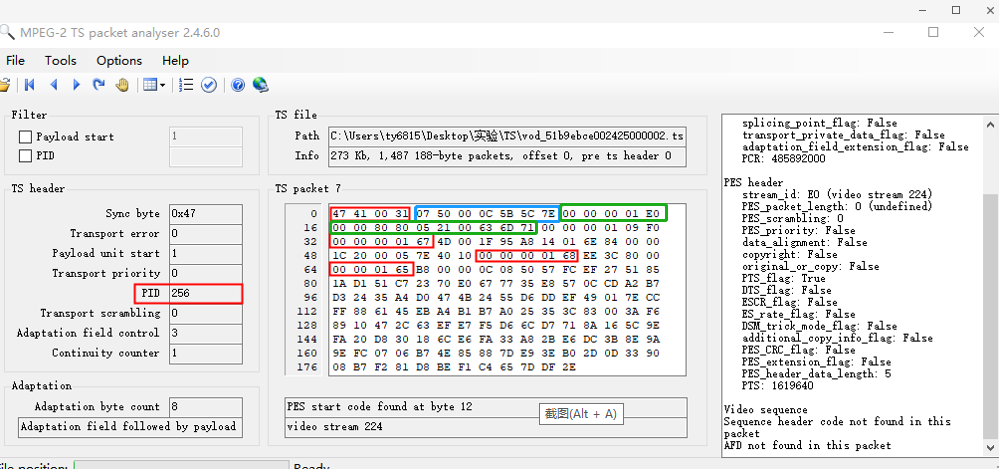 MPEG-2 TS packet analyser 2.4.6.0
File Tools Options Help
Filter
Payload start 1
PID
TS header
Sync byte 0x47
Transport error 0
Payload unit start 1
Transport priority 0
PID 256
Transport scrambling 0
Adaptation field control 3
Continuity counter 1
Adaptation
Adaptation byte count 8
Adaptation field followed by payload
TS file
Path C:\Users\ty6815\Desktop\实验\TS\vod_51b9ebce002425000002.ts
Info 273 Kb, 1,487 188-byte packets, offset 0, pre ts header 0
TS packet 7
0 47 41 00 31 07 50 00 0C 5B 5C 7E 00 00 00 01 E0
16 00 00 80 80 05 21 00 63 6D 71 00 00 00 01 09 F0
32 00 00 00 01 67 4D 00 1F 95 A8 14 01 6E 84 00 00
48 1C 20 00 05 7E 40 10 00 00 00 01 68 EE 3C 80 00
64 00 00 01 65 B8 00 00 0C 08 50 57 FC EF 27 51 85
80 1A D1 51 C7 23 70 E0 67 77 35 E8 57 0C CD A2 B7
96 D3 24 35 A4 D0 47 4B 24 55 D6 DD EF 49 01 7E CC
112 FF 88 61 45 EB A4 B1 B7 A0 25 35 3C 83 00 3A F6
128 89 10 47 2C 63 EF E7 F5 D6 6C D7 71 8A 16 5C 9E
144 FA 20 D8 30 18 6C E6 FA 33 A8 2B E6 DC 3B 8E 9A
160 9E FC 07 06 B7 4E 85 88 7D E9 3E B0 2D 0D 33 90
176 08 B7 F2 81 D8 BE F1 C4 65 7D DF 2E
PES start code found at byte 12
video stream 224
截图(Alt + A)
splicing_point_flag: False
transport_private_data_flag: False
adaptation_field_extension_flag: False
PCR: 485892000
PES header
stream_id: E0 (video stream 224)
PES_packet_length: 0 (undefined)
PES_scrambling: 0
PES_priority: False
data_alignment: False
copyright: False
original_or_copy: False
PTS_flag: True
DTS_flag: False
ESCR_flag: False
ES_rate_flag: False
DSM_trick_mode_flag: False
additional_copy_info_flag: False
PES_CRC_flag: False
PES_extension_flag: False
PES_header_data_length: 5
PTS: 1619640
Video sequence
Sequence header code not found in this
packet
AFD not found in this packet
File position:
Ready